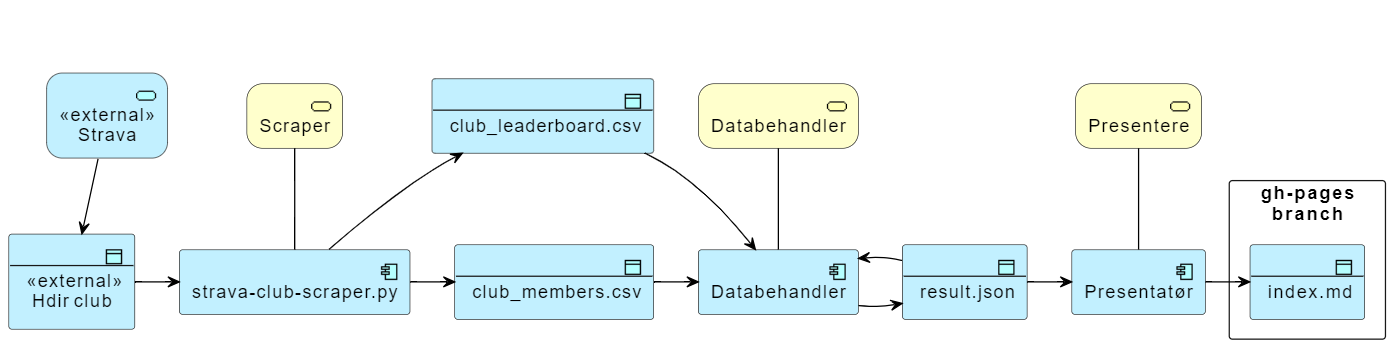 «external»
Strava
Scraper
club_leaderboard.csv
Databehandler
Presentere
gh-pages
branch
«external»
Hdir club
strava-club-scraper.py
club_members.csv
Databehandler
result.json
Presentatør
index.md